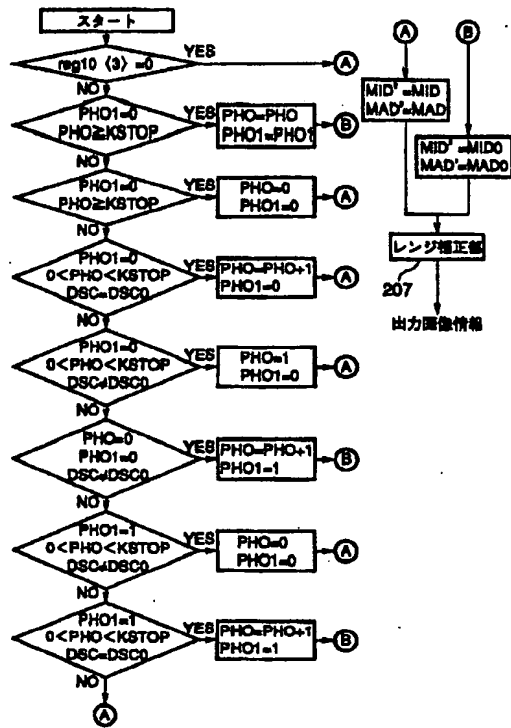 スタート
reg10 〈3〉=0
YES
A
NO
PHO1=0
PHO≧KSTOP
YES
PHO=PHO
PHO1=PHO1
B
NO
PHO1=0
PHO≧KSTOP
YES
PHO=0
PHO1=0
A
NO
PHO1=0
0<PHO<KSTOP
DSC=DSC0
YES
PHO=PHO+1
PHO1=0
A
NO
PHO1=0
0<PHO<KSTOP
DSC≠DSC0
YES
PHO=1
PHO1=0
A
NO
PHO=0
PHO1=0
DSC≠DSC0
YES
PHO=PHO+1
PHO1=1
B
NO
PHO1=1
0<PHO<KSTOP
DSC≠DSC0
YES
PHO=0
PHO1=0
A
NO
PHO1=1
0<PHO<KSTOP
DSC=DSC0
YES
PHO=PHO+1
PHO1=1
B
NO
A
A
B
MID'=MID
MAD'=MAD
MID'=MID0
MAD'=MAD0
レンジ補正部
207
出力画像情報